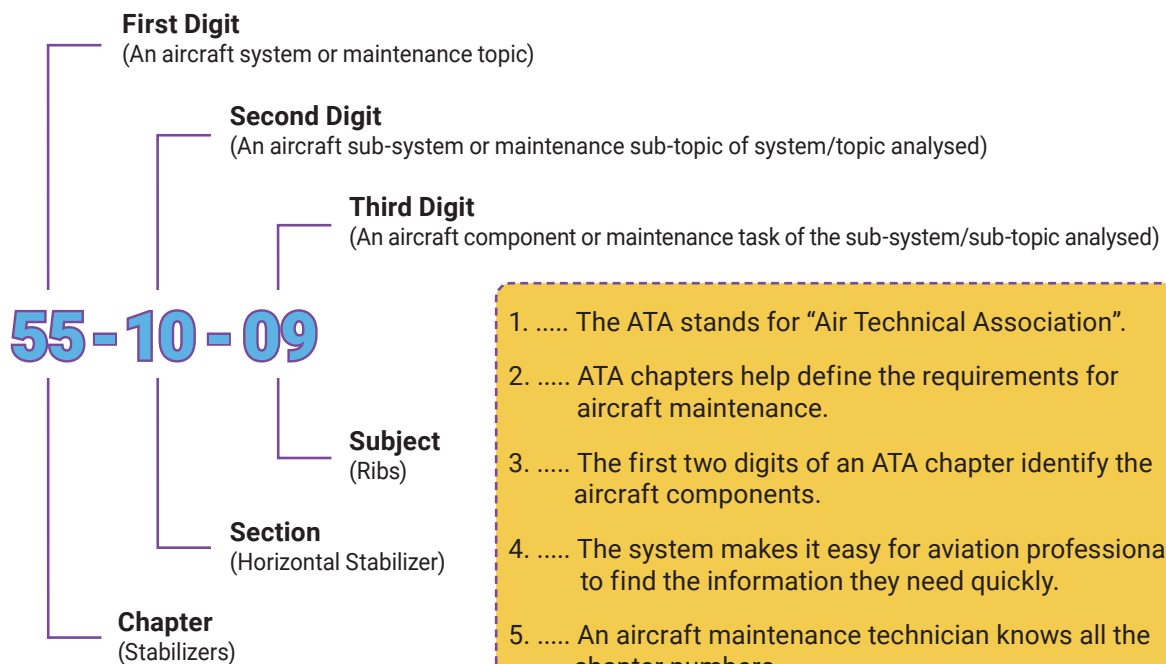 First Digit
(An aircraft system or maintenance topic)
Second Digit
(An aircraft sub-system or maintenance sub-topic of system/topic analysed)
Third Digit
(An aircraft component or maintenance task of the sub-system/sub-topic analysed)
55-10-09
Subject
(Ribs)
Section
(Horizontal Stabilizer)
Chapter
(Stabilizers)
1. ..... The ATA stands for “Air Technical Association”.
2. ..... ATA chapters help define the requirements for
aircraft maintenance.
3. ..... The first two digits of an ATA chapter identify the
aircraft components.
4. ..... The system makes it easy for aviation
to find the information they need quickly.
5. ..... An aircraft maintenance technician knows all the